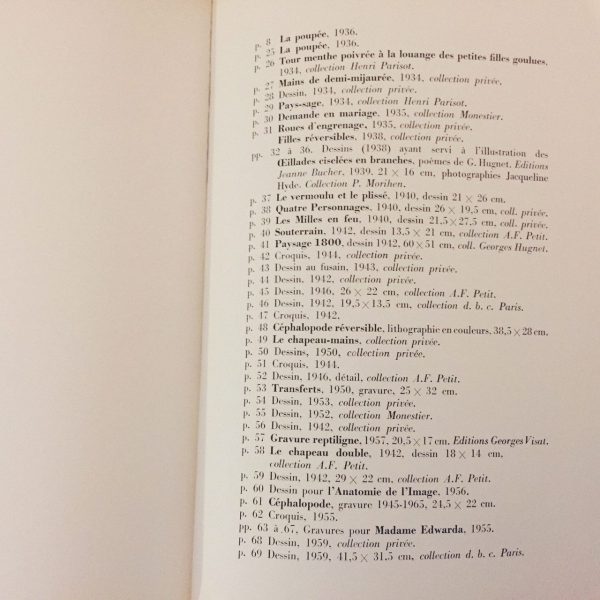 p. 8 La poupée, 1936.
p. 25 La poupée, 1936.
p. 26 Tour menthe poivrée à la louange des petites filles goulues,
1934, collection Henri Parisot.
p. 27 Mains de demi-mijaurée, 1934, collection privée.
p. 28 Dessin, 1934, collection privée.
p. 29 Pays-sage, 1934, collection Henri Parisot.
p. 30 Demande en mariage, 1935, collection Monestier.
p. 31 Roues d'engrenage, 1935, collection privée.
Filles réversibles, 1938, collection privée.
pp. 32 à 36. Dessins (1938) ayant servi à l'illustration des
Œillades ciselées en branches, poèmes de G. Hugnet. Editions
Jeanne Bucher, 1939, 21 × 16 cm, photographies Jacqueline
Hyde. Collection P. Morihen.
p. 37 Le vermoulu et le plissé, 1940, dessin 21 × 26 cm.
p. 38 Quatre Personnages, 1940, dessin 26 × 19,5 cm, coll. privée.
p. 39 Les Milles en feu, 1940, dessin 21,5×27,5 cm, coll. privée.
p. 40 Souterrain, 1942, dessin 13,5 × 21 cm, collection A.F. Petit.
p. 41 Paysage 1800, dessin 1942, 60×51 cm, coll. Georges Hugnet.
p. 42 Croquis, 1944, collection privée.
p. 43 Dessin au fusain, 1943, collection privée.
p. 44 Dessin, 1942, collection privée.
p. 45 Dessin, 1946, 26 × 22 cm, collection A.F. Petit.
p. 46 Dessin, 1942, 19,5×13,5 cm, collection d. b. c. Paris.
p. 47 Croquis, 1942.
p. 48 Céphalopode réversible, lithographie en couleurs, 38,5×28 cm.
p. 49 Le chapeau-mains, collection privée.
p. 50 Dessins, 1950, collection privée.
p. 51 Croquis, 1944.
p. 52 Dessin, 1946, détail, collection A.F. Petit.
p. 53 Transferts, 1950, gravure, 25 × 32 cm.
p. 54 Dessin, 1953, collection privée.
p. 55 Dessin, 1952, collection Monestier.
p. 56 Dessin, 1942, collection privée.
p. 57 Gravure reptiligne, 1957, 20,5×17 cm, Editions Georges Visat.
p. 58 Le chapeau double, 1942, dessin 18 × 14 cm,
collection A.F. Petit.
p. 59 Dessin, 1942, 29 × 22 cm, collection A.F. Petit.
p. 60 Dessin pour l'Anatomie de l'Image, 1956.
p. 61 Céphalopode, gravure 1945-1965, 24,5 × 22 cm.
p. 62 Croquis, 1955.
pp. 63 à .67, Gravures pour Madame Edwarda, 1955.
p. 68 Dessin, 1959, collection privée.
p. 69 Dessin, 1959, 41,5 × 31,5 cm, collection d. b. c. Paris.